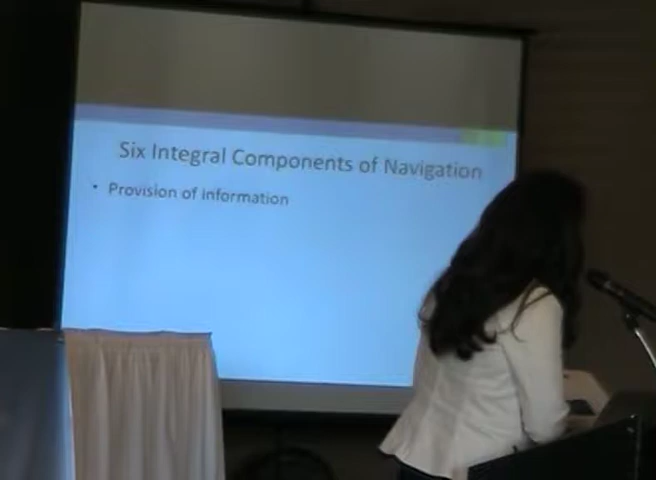 Six Integral Components of Navigation
• Provision of information